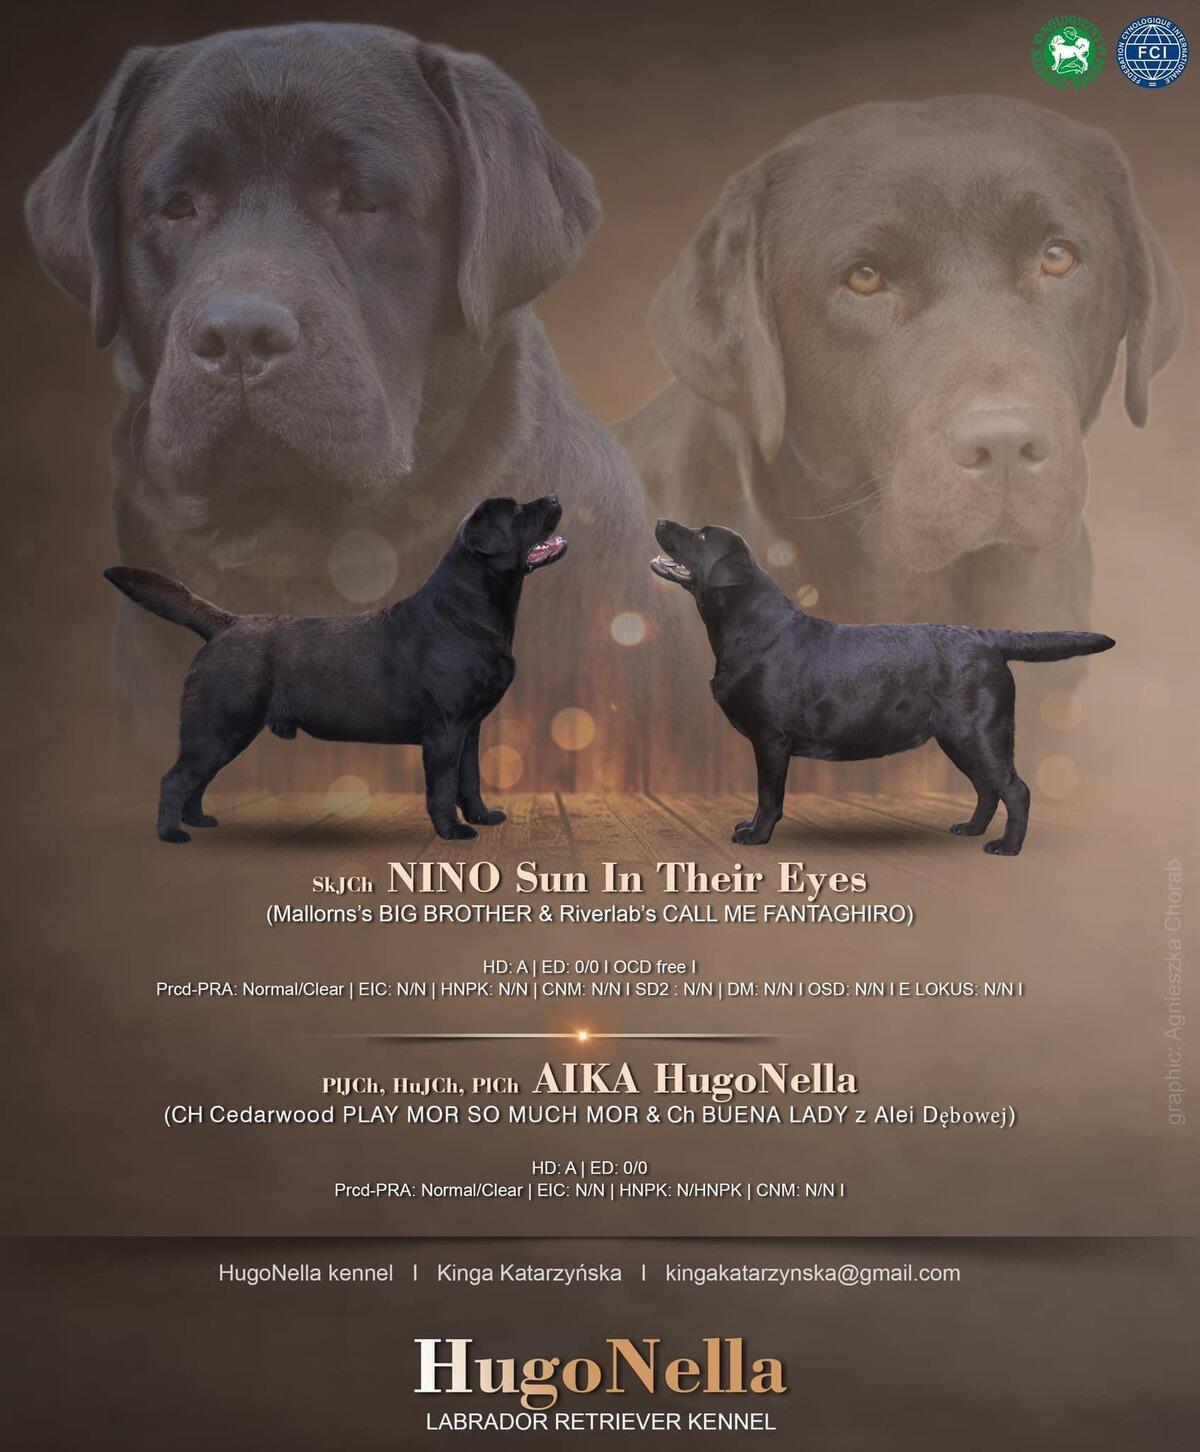 FEDERATION CYNOLOGIQUE INTERNATIONALE
FCI
SkJCh NINO Sun In Their Eyes
(Mallorns's BIG BROTHER & Riverlab's CALL ME FANTAGHIRO)
HD: A | ED: 0/0 I OCD free I
Prcd-PRA: Normal/Clear | EIC: N/N | HNPK: N/N | CNM: N/N I SD2 : N/N | DM: N/N I OSD: N/N I E LOKUS: N/N I
PlJCh, HuJCh, PlCh AIKA HugoNella
(CH Cedarwood PLAY MOR SO MUCH MOR & Ch BUENA LADY z Alei Dębowej)
HD: A | ED: 0/0
Prcd-PRA: Normal/Clear | EIC: N/N | HNPK: N/HNPK | CNM: N/N I
graphic: Agnieszka Chorab
HugoNella kennel I Kinga Katarzyńska I kingakatarzynska@gmail.com
HugoNella
LABRADOR RETRIEVER KENNEL